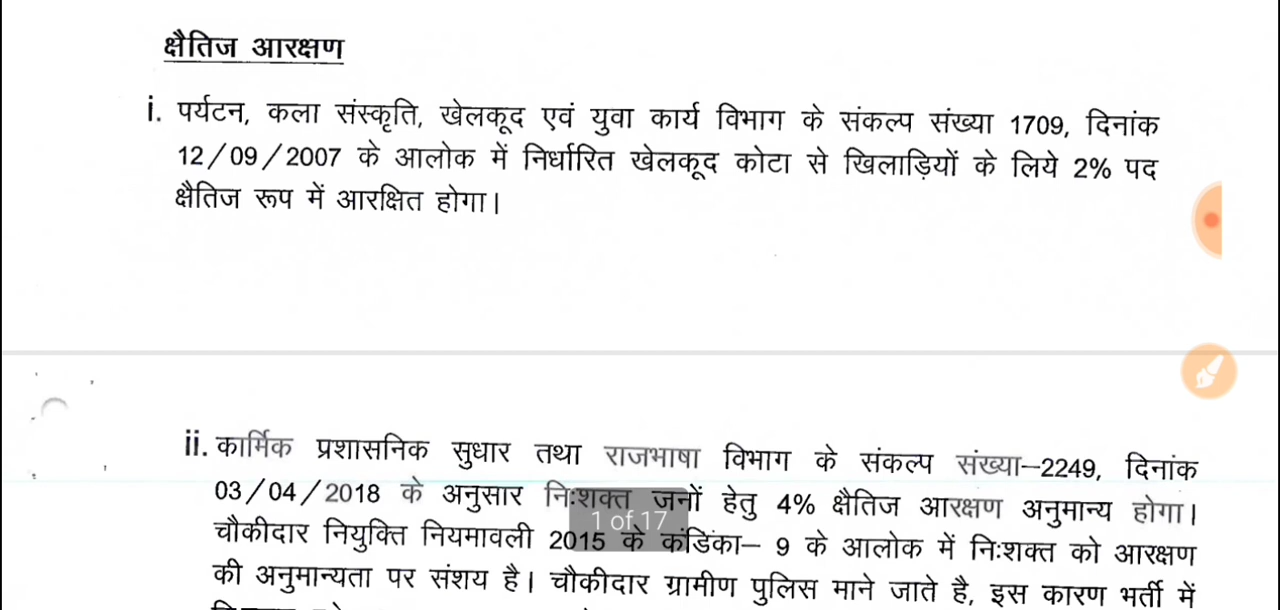 क्षैतिज आरक्षण
i. पर्यटन, कला संस्कृति, खेलकूद एवं युवा कार्य विभाग के संकल्प संख्या 1709, दिनांक
12/09/2007 के आलोक में निर्धारित खेलकूद कोटा से खिलाड़ियों के लिये 2% पद
क्षैतिज रूप में आरक्षित होगा।
ii. कार्मिक प्रशासनिक सुधार तथा राजभाषा विभाग के संकल्प संख्या–2249, दिनांक
03/04/2018 के अनुसार निःशक्त जनों हेतु 4% क्षैतिज आरक्षण अनुमान्य होगा।
1 of 17
चौकीदार नियुक्ति नियमावली 2015 के कंडिका– 9 के आलोक में निःशक्त को आरक्षण
की अनुमान्यता पर संशय है। चौकीदार ग्रामीण पुलिस माने जाते है, इस कारण भर्ती में